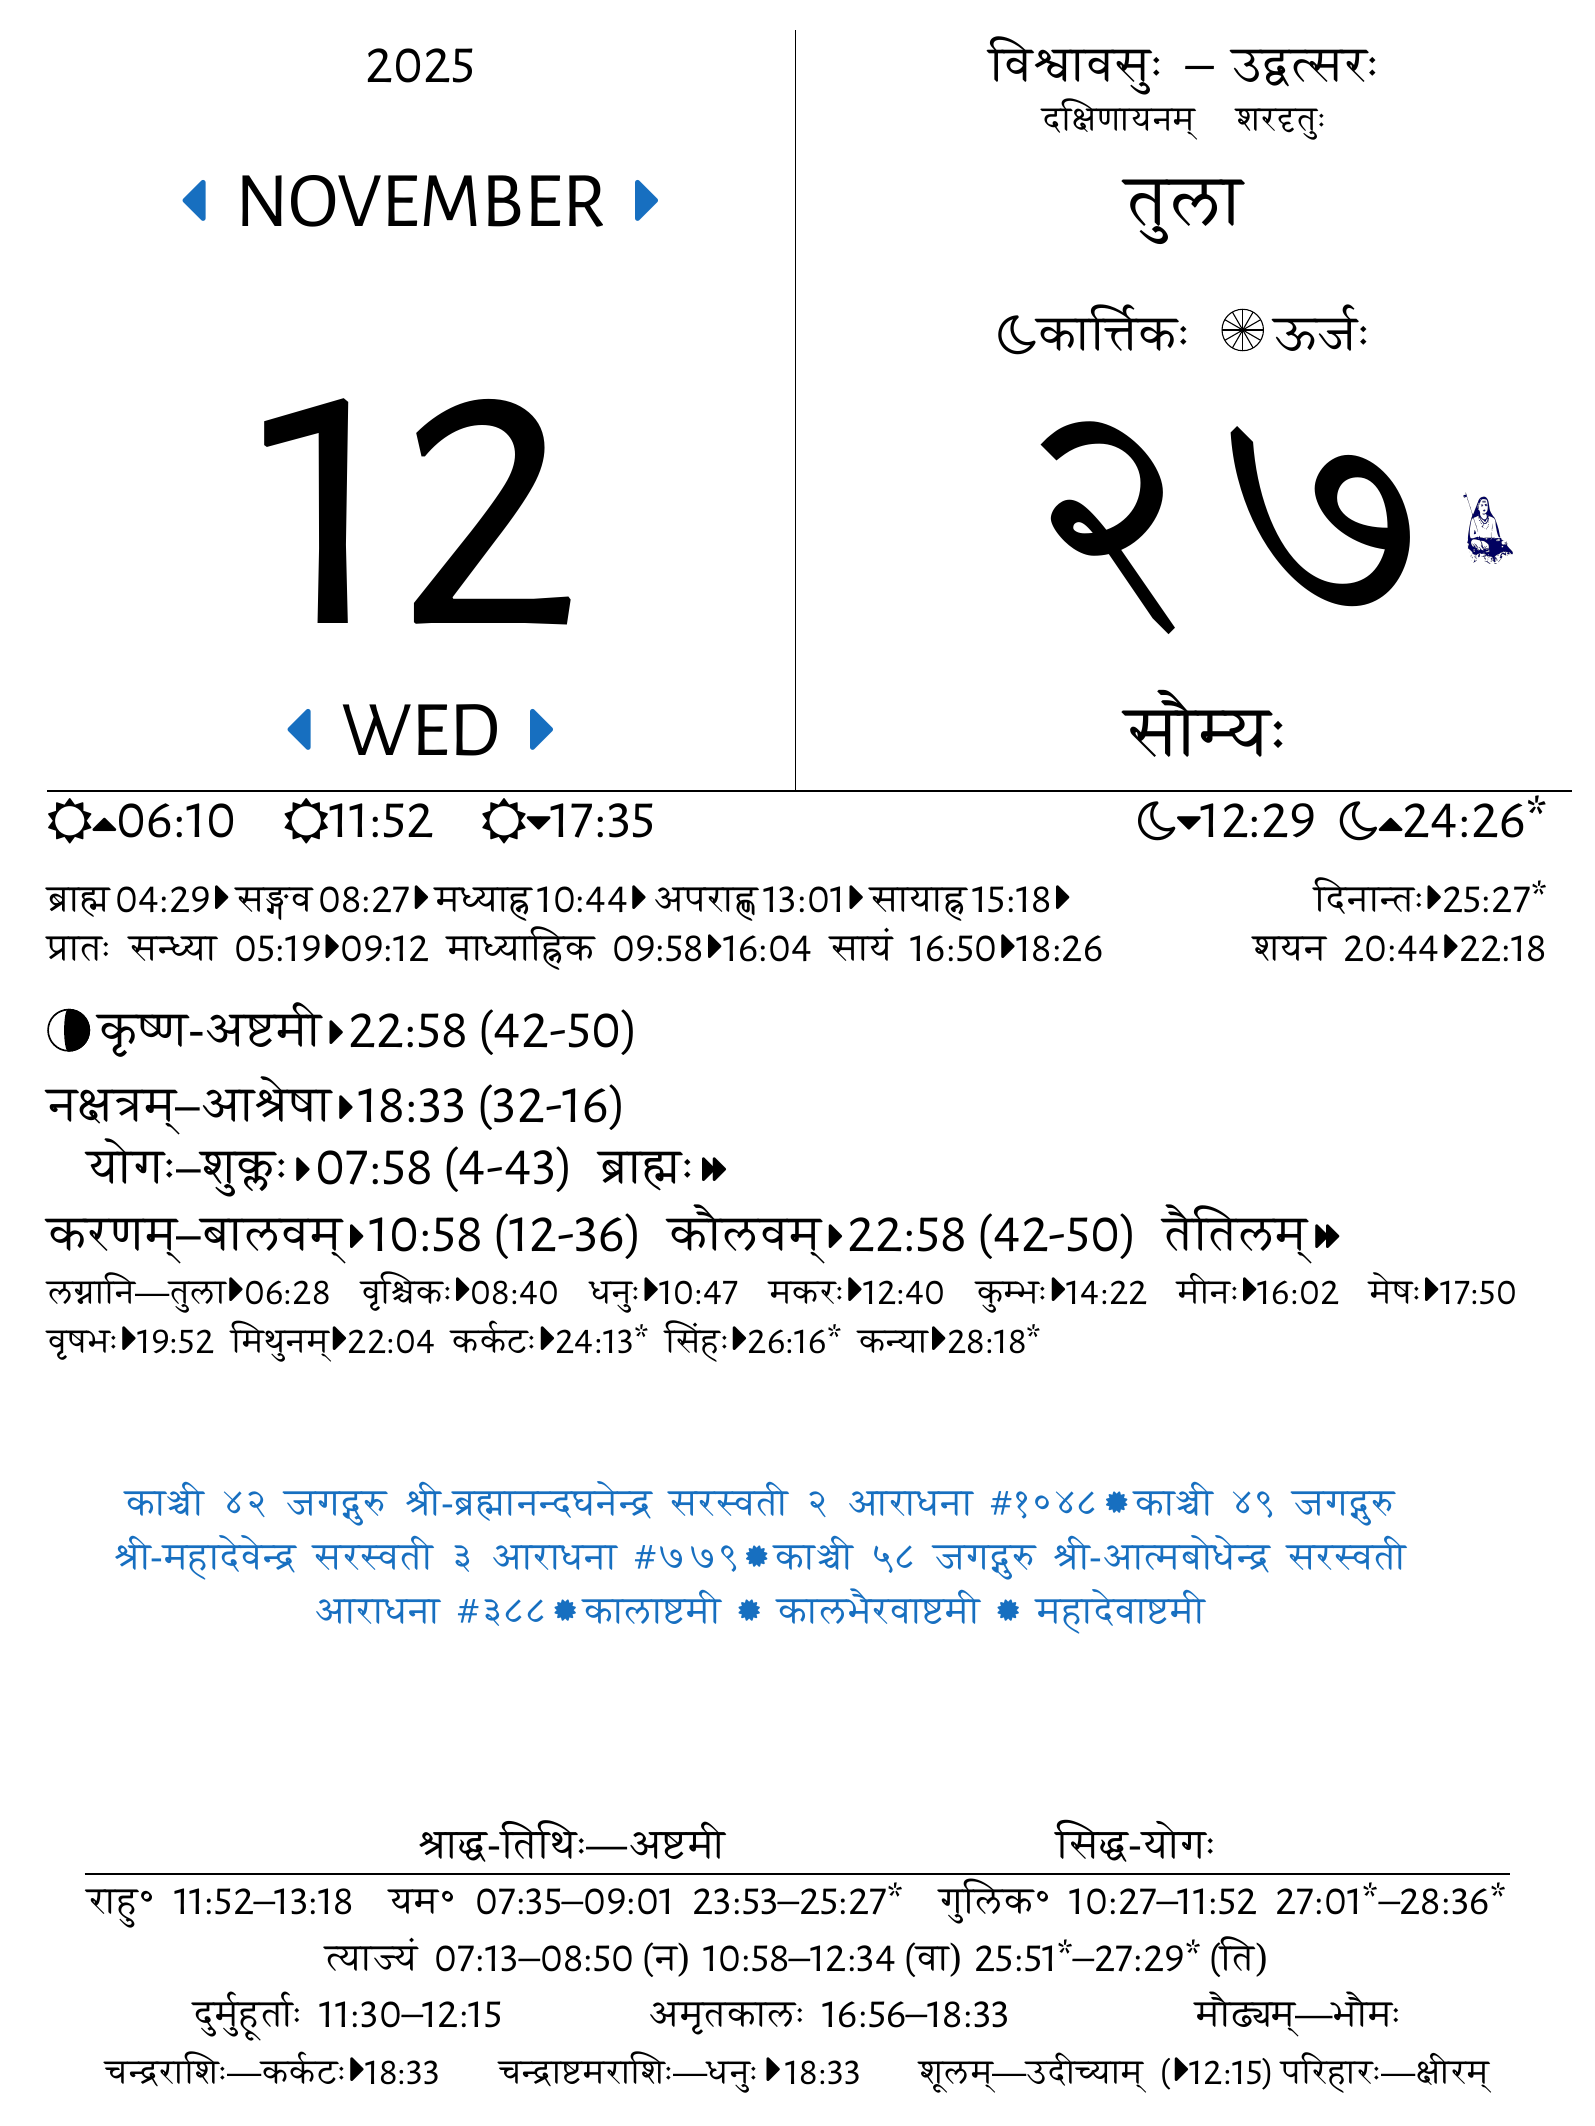 2025
NOVEMBER
12
WED
विश्वावसुः – उद्वत्सरः
दक्षिणायनम् शरदृतुः
तुला
कार्त्तिकः ऊर्जः
२७
सौम्यः
06:10 11:52 17:35 12:29 24:26*
ब्राह्म 04:29 सङ्गव 08:27 मध्याह्न 10:44 अपराह्ण 13:01 सायाह्न 15:18 दिनान्तः 25:27*
प्रातः सन्ध्या 05:19 09:12 माध्याह्निक 09:58 16:04 सायं 16:50 18:26 शयन 20:44 22:18
कृष्ण-अष्टमी 22:58 (42-50)
नक्षत्रम्–आश्रेषा 18:33 (32-16)
योगः–शुक्लः 07:58 (4-43) ब्राह्मः
करणम्–बालवम् 10:58 (12-36) कौलवम् 22:58 (42-50) तैतिलम्
लग्नानि—तुला 06:28 वृश्चिकः 08:40 धनुः 10:47 मकरः 12:40 कुम्भः 14:22 मीनः 16:02 मेषः 17:50
वृषभः 19:52 मिथुनम् 22:04 कर्कटः 24:13* सिंहः 26:16* कन्या 28:18*
काञ्ची ४२ जगद्गुरु श्री-ब्रह्मानन्दघनेन्द्र सरस्वती २ आराधना #१०४८ काञ्ची ४९ जगद्गुरु
श्री-महादेवेन्द्र सरस्वती ३ आराधना #७७९ काञ्ची ५८ जगद्गुरु श्री-आत्मबोधेन्द्र सरस्वती
आराधना #३८८ कालाष्टमी कालभैरवाष्टमी महादेवाष्टमी
श्राद्ध-तिथिः—अष्टमी सिद्ध-योगः
राहु॰ 11:52–13:18 यम॰ 07:35–09:01 23:53–25:27* गुलिक॰ 10:27–11:52 27:01*–28:36*
त्याज्यं 07:13–08:50 (न) 10:58–12:34 (वा) 25:51*–27:29* (ति)
दुर्मुहूर्ताः 11:30–12:15 अमृतकालः 16:56–18:33 मौढ्यम्—भौमः
चन्द्रराशिः—कर्कटः 18:33 चन्द्राष्टमराशिः—धनुः 18:33 शूलम्—उदीच्याम् (12:15) परिहारः—क्षीरम्